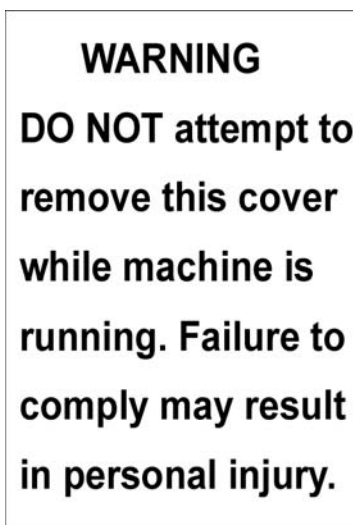 WARNING
DO NOT attempt to
remove this cover
while machine is
running. Failure to
comply may result
in personal injury.